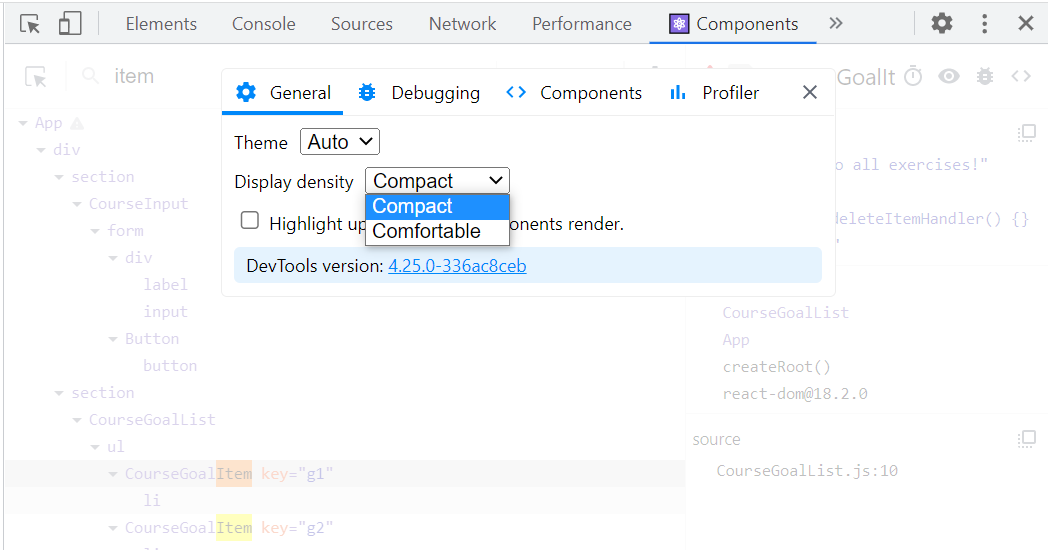 Elements Console Sources Network Performance Components
item
GoalIt
General Debugging Components Profiler
Theme Auto
Display density Compact
Compact
Comfortable
Highlight up onents render.
DevTools version: 4.25.0-336ac8ceb
App
div
section
CourseInput
form
div
label
input
Button
button
section
CourseGoalList
ul
CourseGoalItem key="g1"
li
CourseGoalItem key="g2"
o all exercises!"
deleteItemHandler() {}
"
CourseGoalList
App
createRoot()
react-dom@18.2.0
source
CourseGoalList.js:10